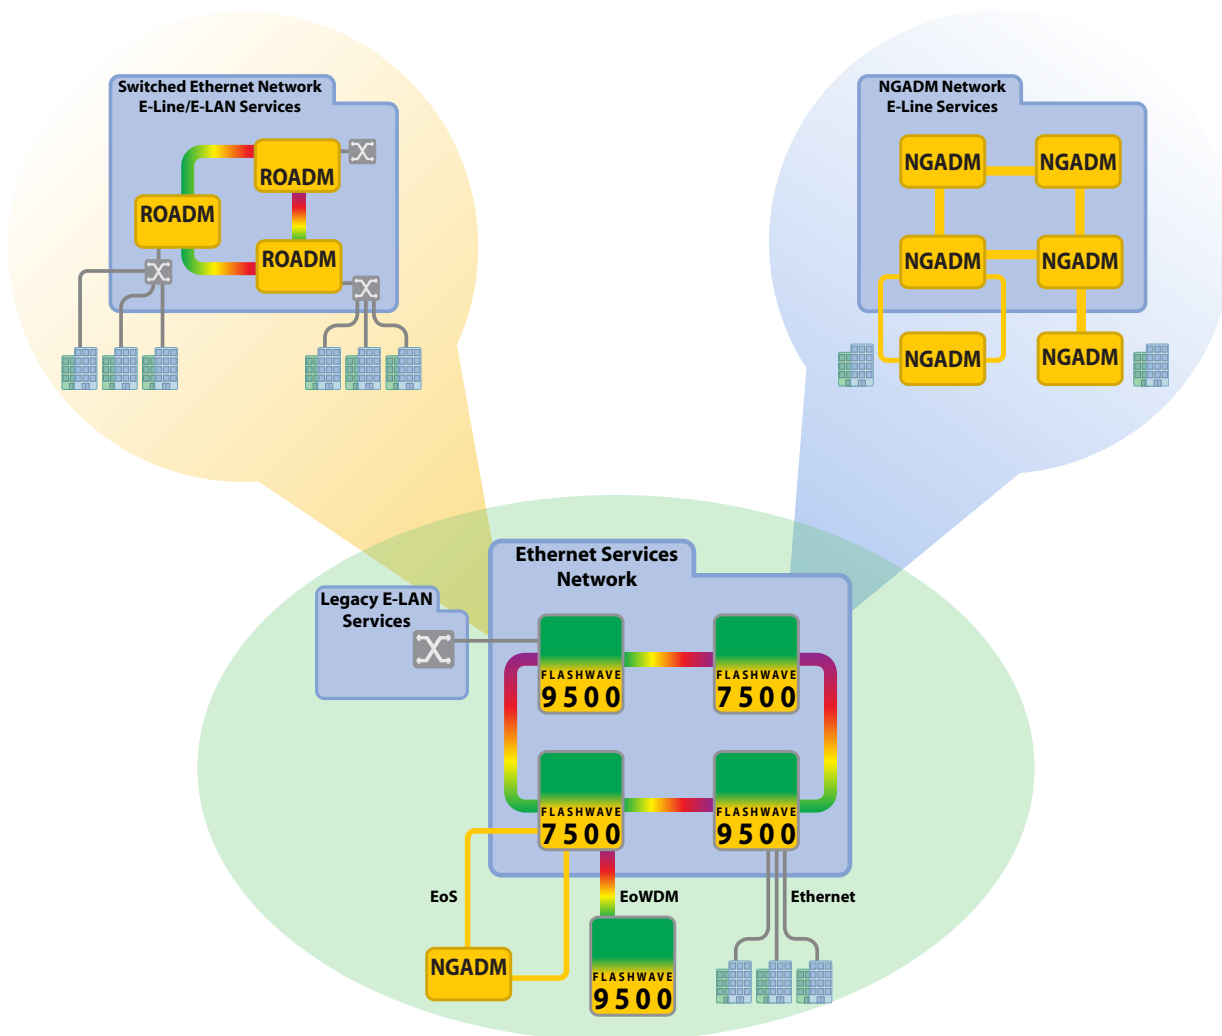 Switched Ethernet Network
E-Line/E-LAN Services
ROADM
ROADM
ROADM
NGADM Network
E-Line Services
NGADM
NGADM
NGADM
NGADM
NGADM
NGADM
Ethernet Services
Network
Legacy E-LAN
Services
FLASHWAVE
9500
FLASHWAVE
7500
FLASHWAVE
7500
FLASHWAVE
9500
EoS
EoWDM
Ethernet
NGADM
FLASHWAVE
9500